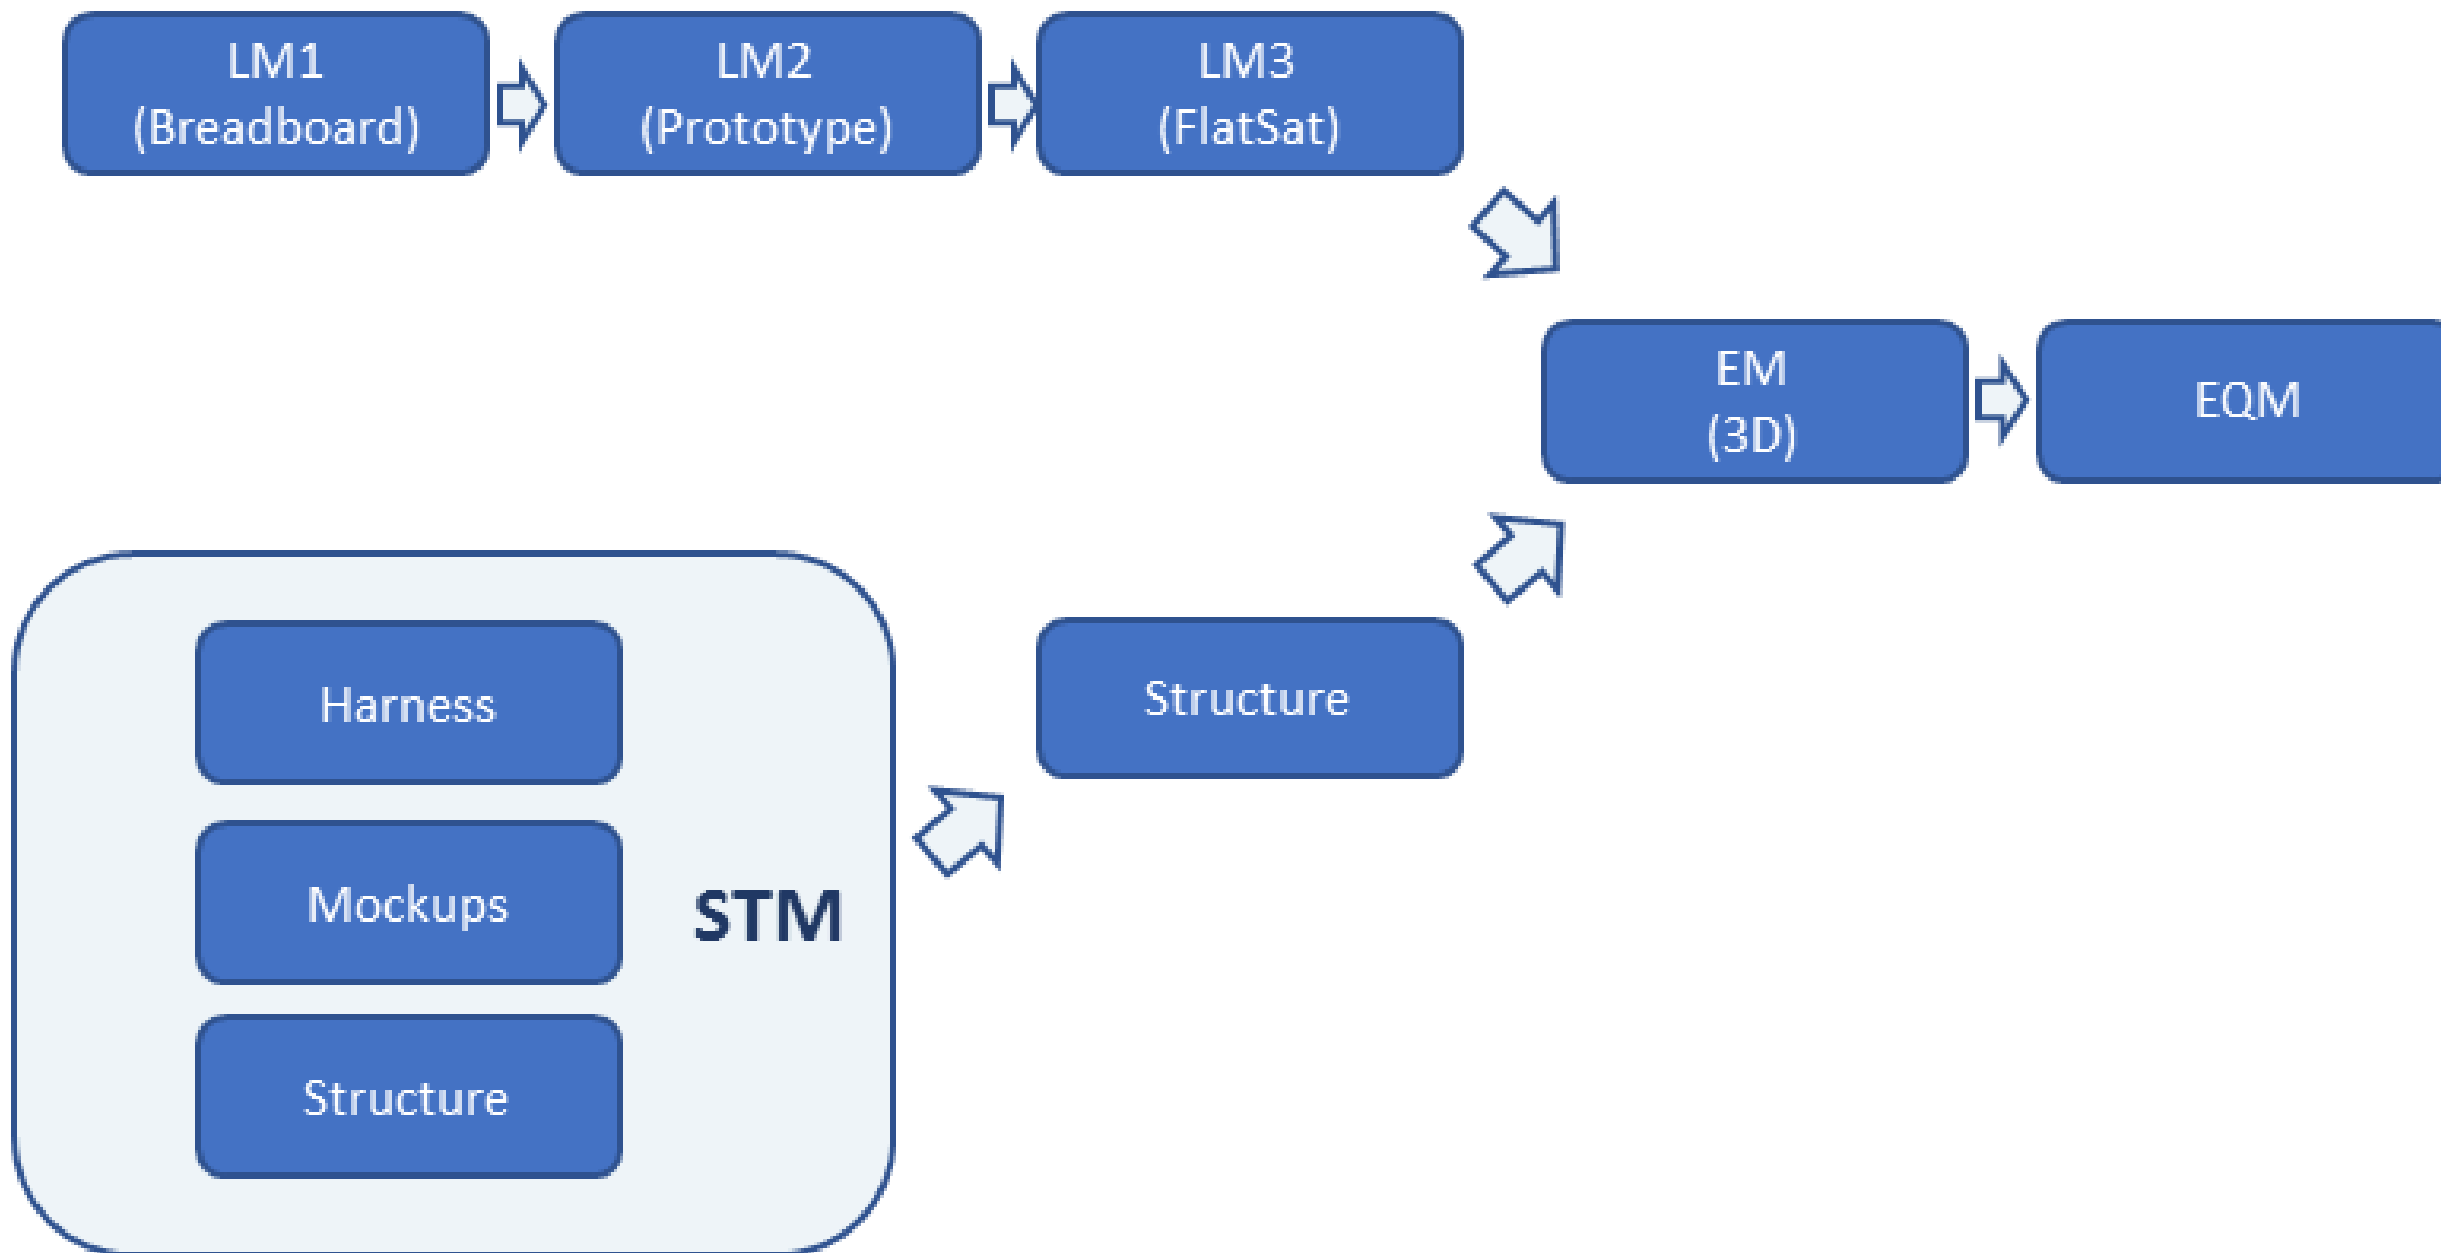 LM1
(Breadboard)
LM2
(Prototype)
LM3
(FlatSat)
EM
(3D)
EQM
Harness
Mockups
Structure
STM
Structure